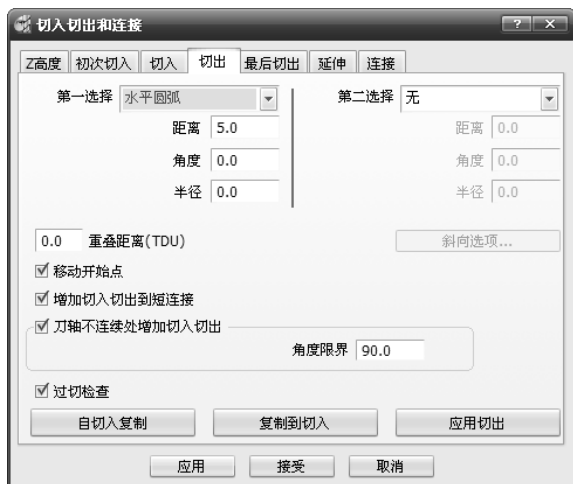 切入切出和连接
Z高度 初次切入 切入 切出 最后切出 延伸 连接
第一选择 水平圆弧 第二选择 无
距离 5.0 距离 0.0
角度 0.0 角度 0.0
半径 0.0 半径 0.0
0.0 重叠距离(TDU) 斜向选项...
移动开始点
增加切入切出到短连接
刀轴不连续处增加切入切出
角度限界 90.0
过切检查
自切入复制 复制到切入 应用切出
应用 接受 取消